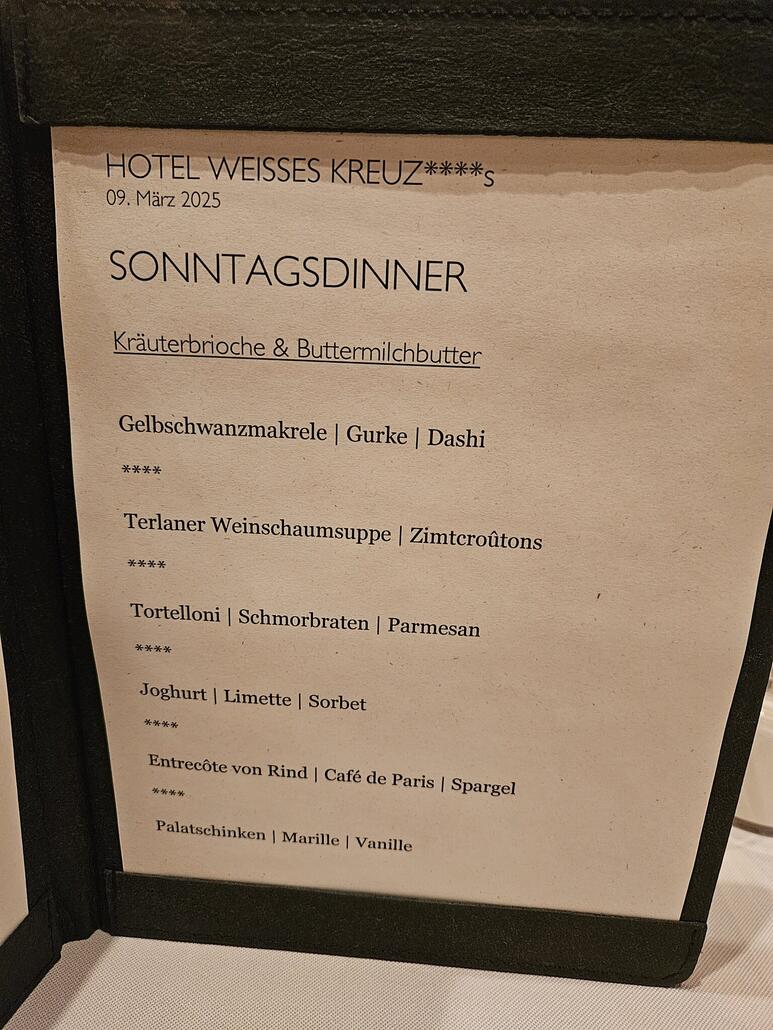 HOTEL WEISSES KREUZ****s
09. März 2025
SONNTAGSDINNER
Kräuterbrioche & Buttermilchbutter
Gelbschwanzmakrele | Gurke | Dashi
****
Terlaner Weinschaumsuppe | Zimtcroûtons
****
Tortelloni | Schmorbraten | Parmesan
****
Joghurt | Limette | Sorbet
****
Entrecôte von Rind | Café de Paris | Spargel
****
Palatschinken | Marille | Vanille